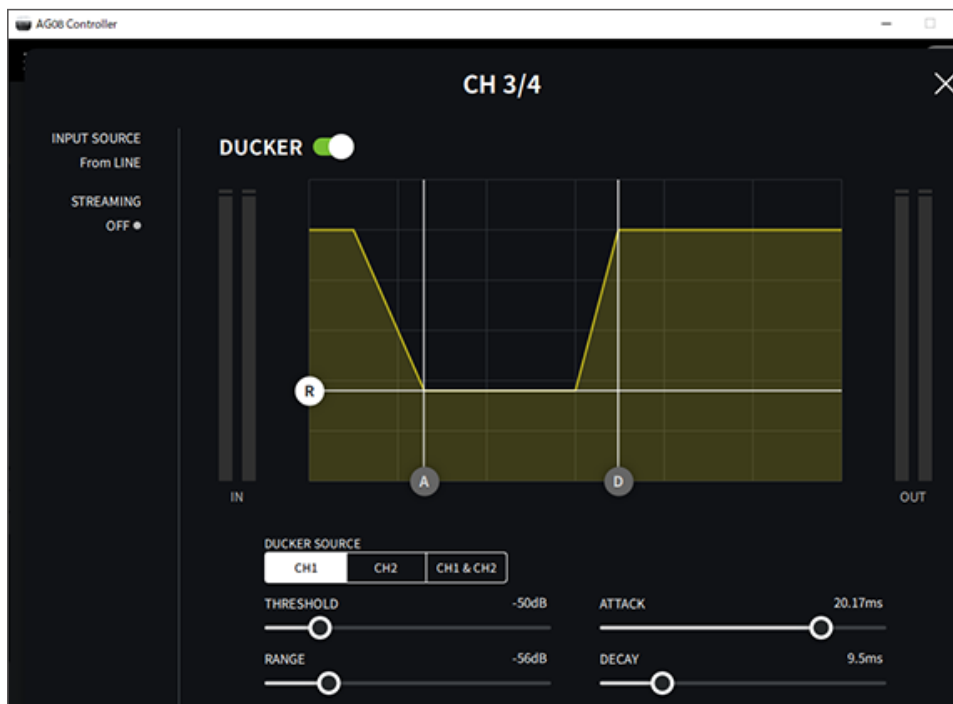 AG08 Controller
CH 3/4
INPUT SOURCE
From LINE
STREAMING
OFF
DUCKER
R
A
D
IN
OUT
DUCKER SOURCE
CH1 CH2 CH1 & CH2
THRESHOLD -50dB ATTACK 20.17ms
RANGE -56dB DECAY 9.5ms